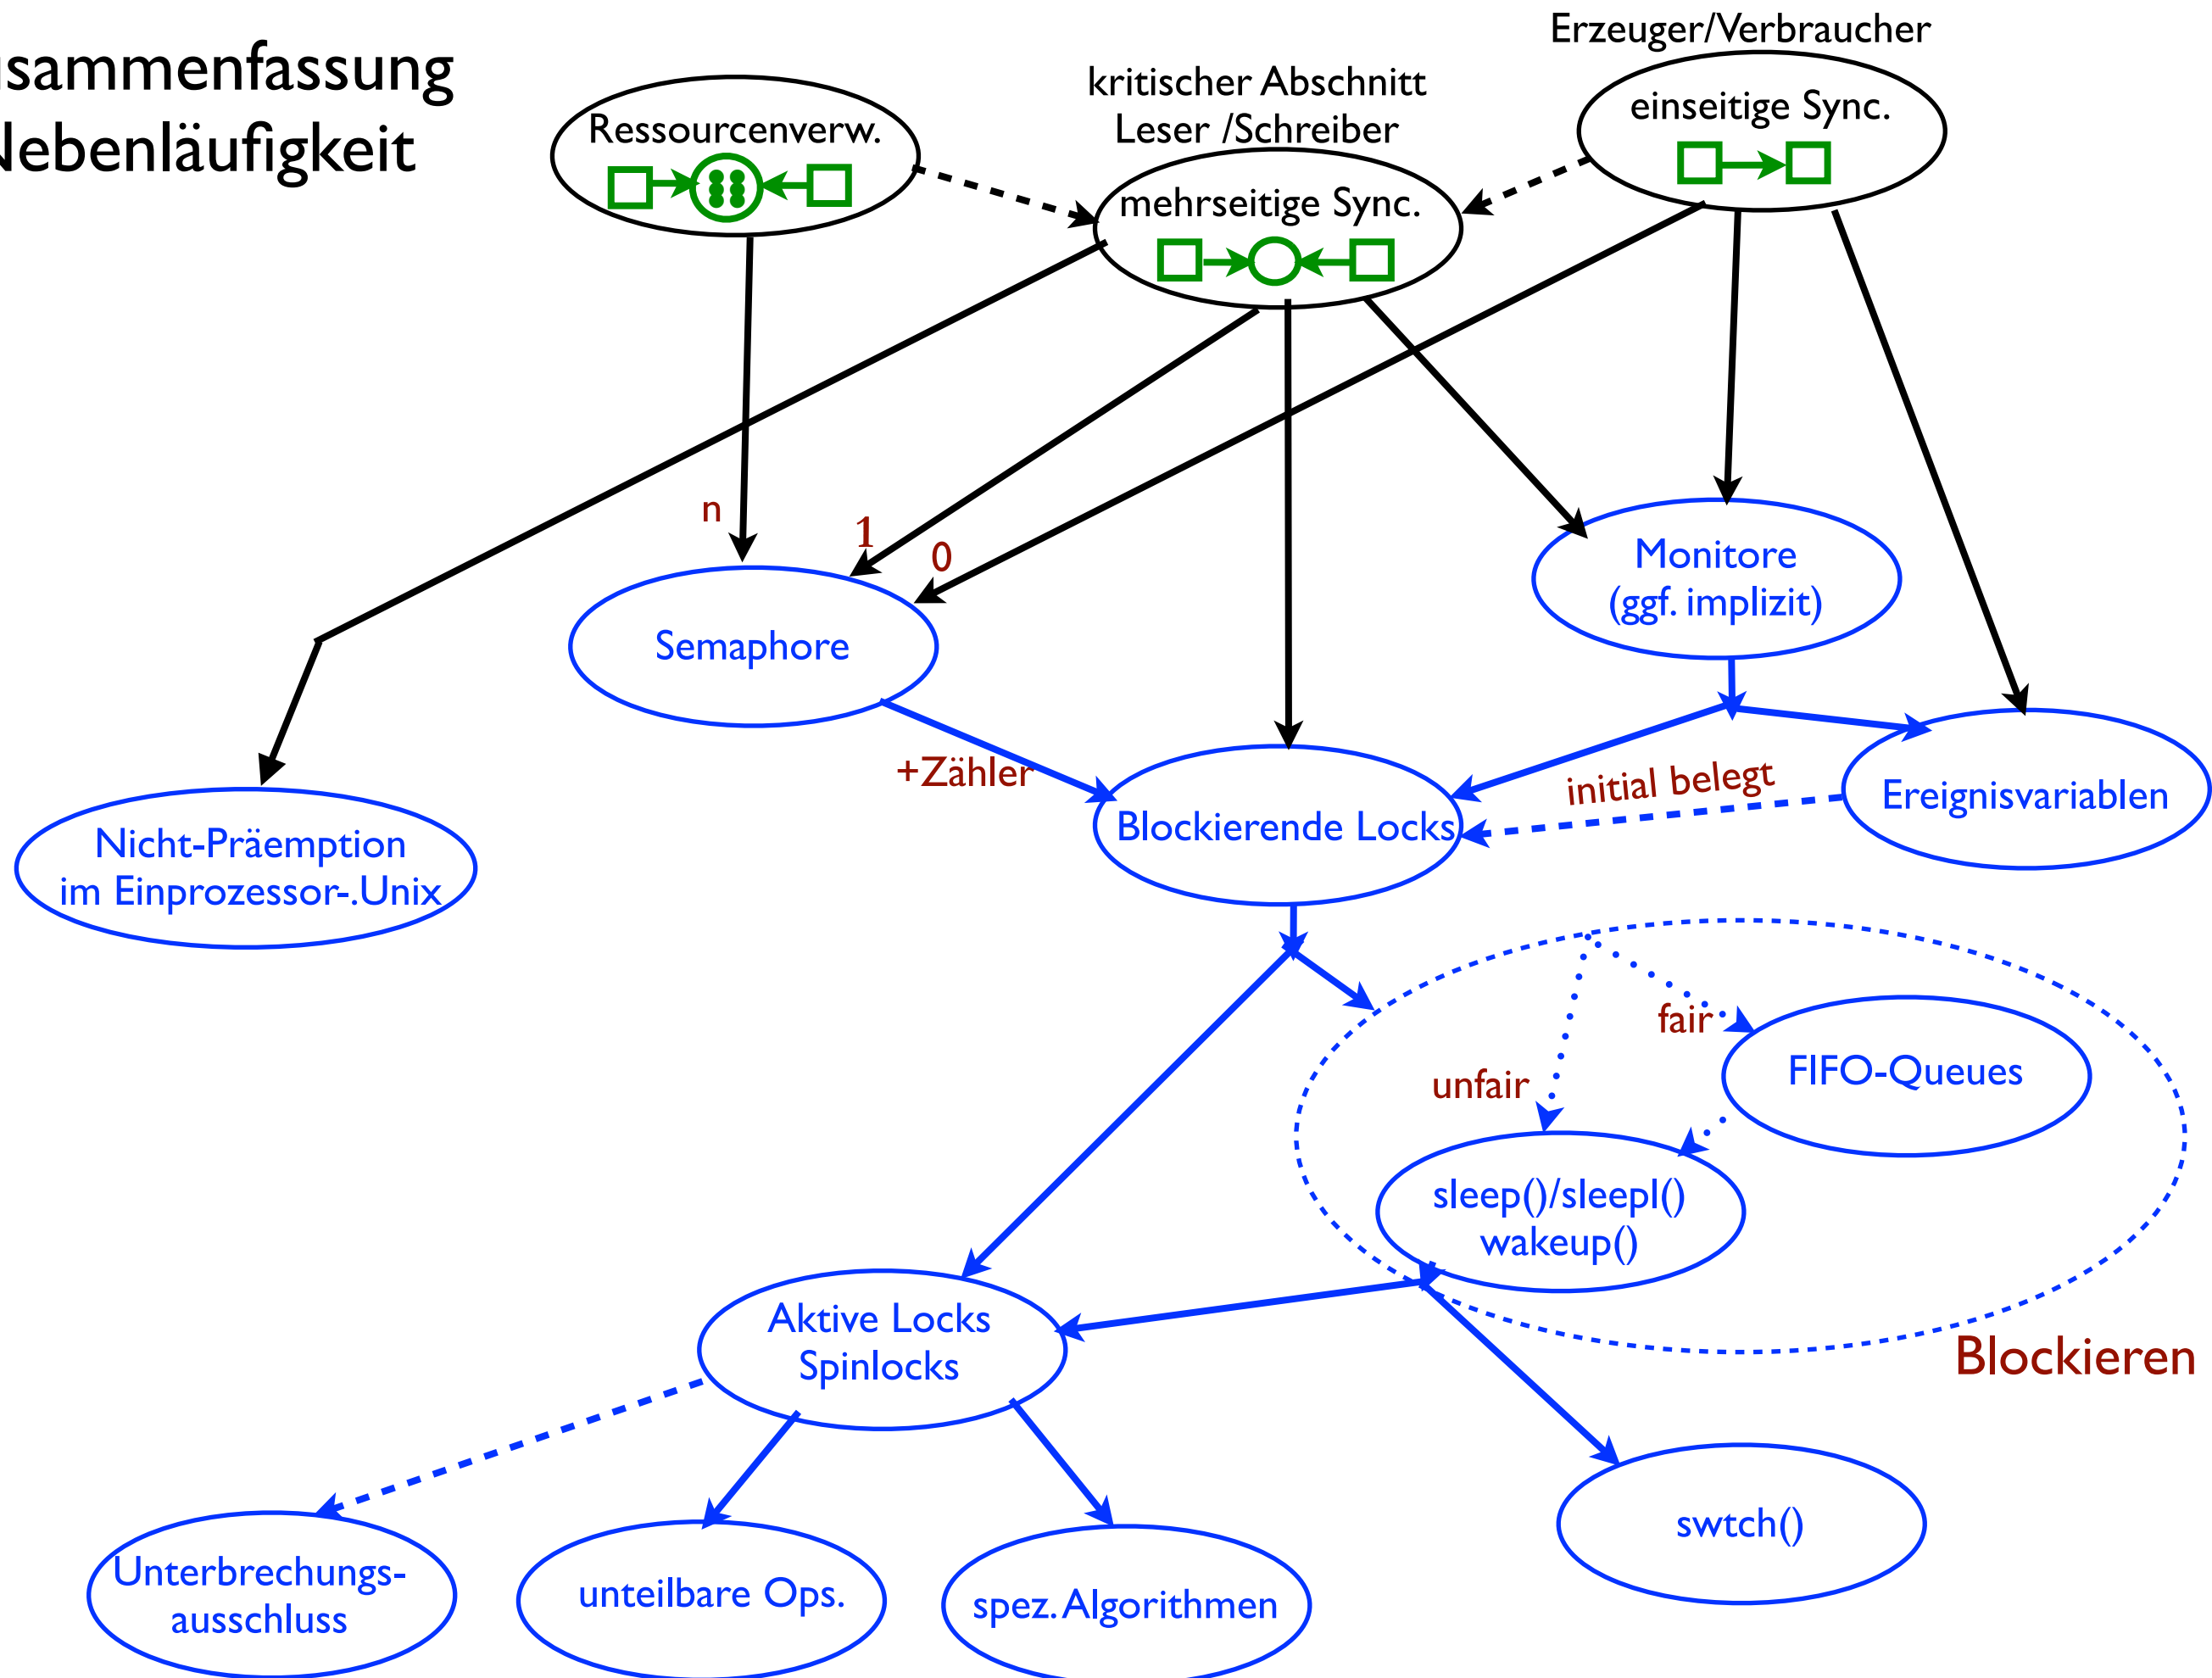 usammenfassung
Nebenläufigkeit
Erzeuger/Verbraucher
einseitige Sync.
kritischer Abschnitt
Leser /Schreiber
mehrseitige Sync.
Ressourcenverw.
n
1
0
Monitore
(ggf. implizit)
Semaphore
+Zähler
initial belegt
Ereignisvariablen
Blockierende Locks
Nicht-Präemption
im Einprozessor-.Unix
fair
unfair
FIFO-Queues
sleep()/sleepl()
wakeup()
Blockieren
Aktive Locks
Spinlocks
swtch()
Unterbrechungs-
ausschluss
unteilbare Ops.
spez. Algorithmen